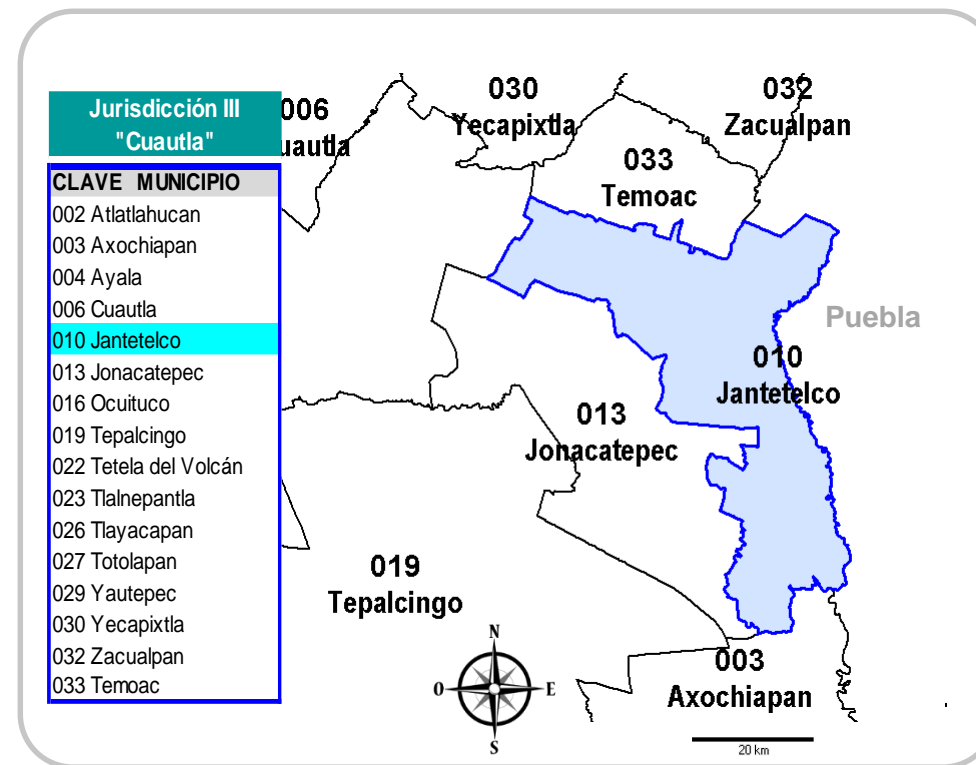 Jurisdicción III
"Cuautla"
CLAVE MUNICIPIO
002 Atlatlahucan
003 Axochiapan
004 Ayala
006 Cuautla
010 Jantetelco
013 Jonacatepec
016 Ocuituco
019 Tepalcingo
022 Tetela del Volcán
023 Tlalnepantla
026 Tlayacapan
027 Totolapan
029 Yautepec
030 Yecapixtla
032 Zacualpan
033 Temoac
006
uautla
030
Yecapixtla
032
Zacualpan
033
Temoac
Puebla
010
Jantetelco
013
Jonacatepec
019
Tepalcingo
003
Axochiapan
N
O
E
S
20 km